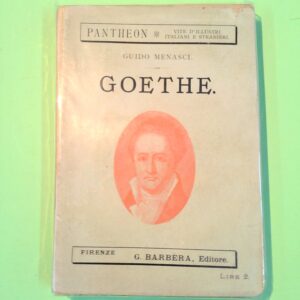 PANTHEON * VITE D'ILLUSTRI
ITALIANI E STRANIERI.
GUIDO MENASCI.
GOETHE.
FIRENZE
G. BARBÈRA, Editore.
LIRE 2.